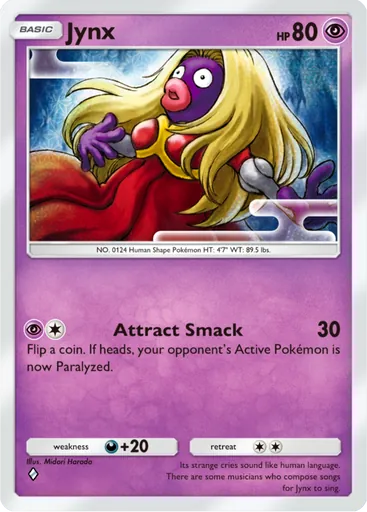 BASIC
Jynx
HP 80
NO. 0124 Human Shape Pokémon HT: 4'7" WT: 89.5 lbs.
Attract Smack 30
Flip a coin. If heads, your opponent's Active Pokémon is
now Paralyzed.
weakness +20 retreat
Illus. Midori Harada
Its strange cries sound like human language.
There are some musicians who compose songs
for Jynx to sing.